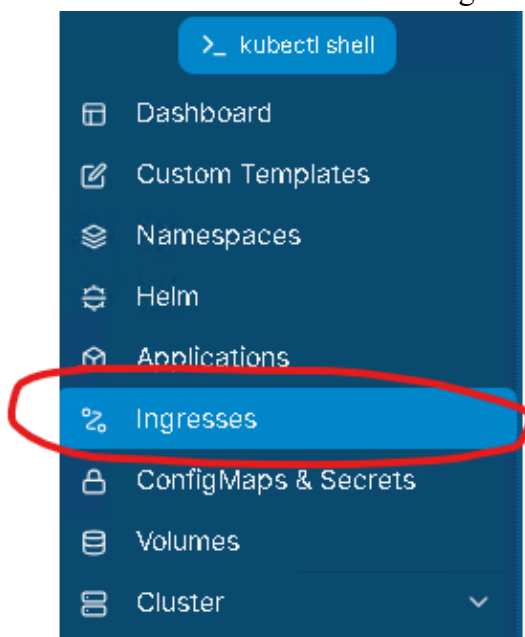 >_ kubectl shell
Dashboard
Custom Templates
Namespaces
Helm
Applications
Ingresses
ConfigMaps & Secrets
Volumes
Cluster